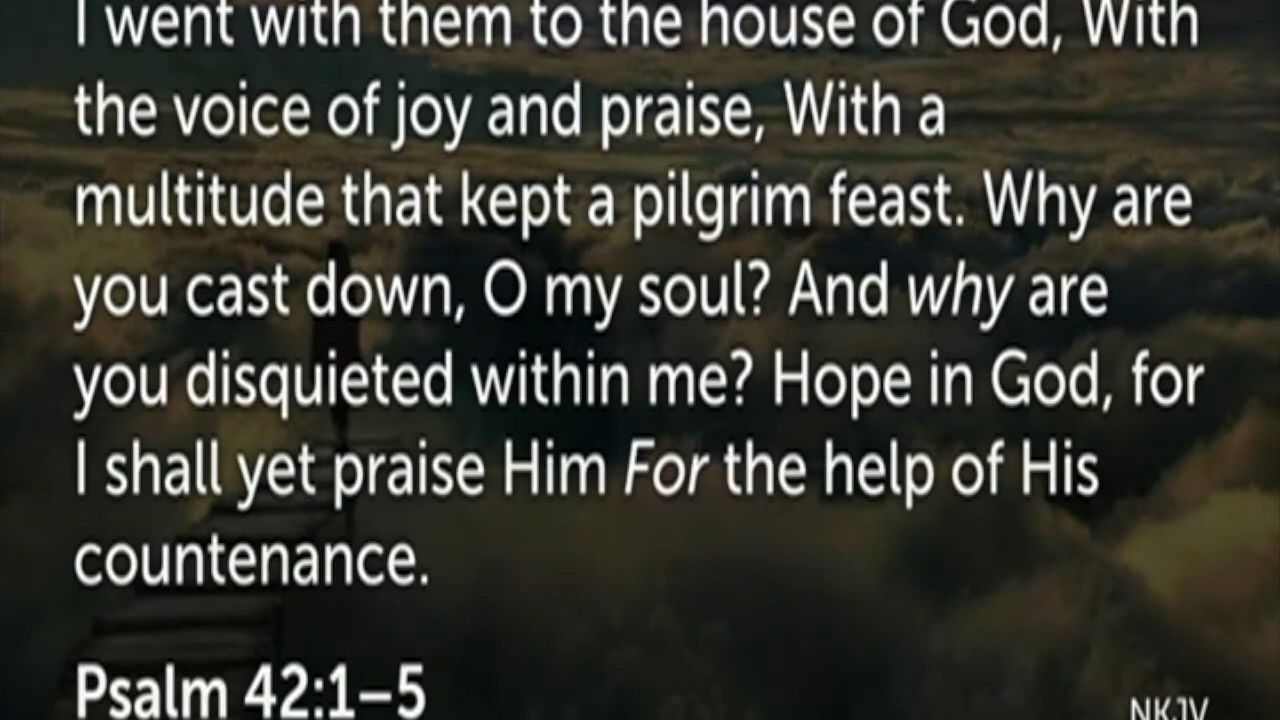 I went with them to the house of God, With
the voice of joy and praise, With a
multitude that kept a pilgrim feast. Why are
you cast down, O my soul? And why are
you disquieted within me? Hope in God, for
I shall yet praise Him For the help of His
countenance.
Psalm 42:1–5
NKJV